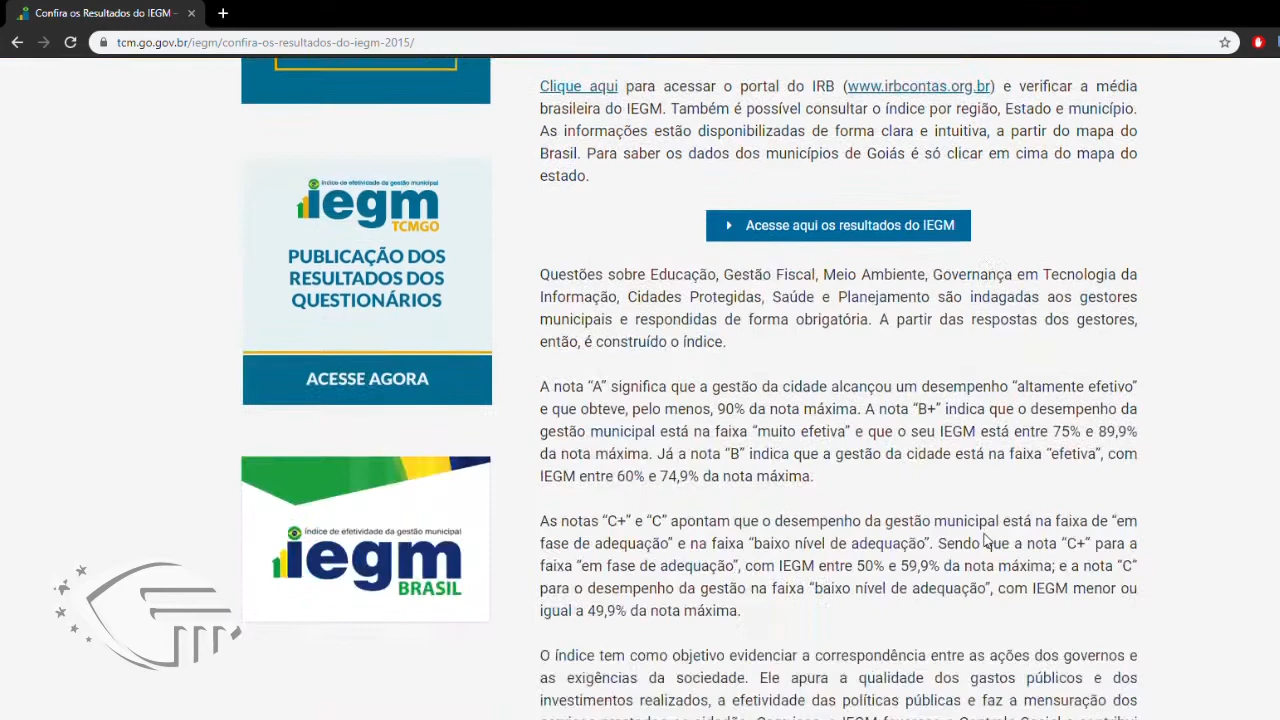 Confira os Resultados do IEGM –
tcm.go.gov.br/iegm/confira-os-resultados-do-iegm-2015/
índice de efetividade da gestão municipal
iegm
TCMGO
PUBLICAÇÃO DOS
RESULTADOS DOS
QUESTIONÁRIOS
ACESSE AGORA
índice de efetividade da gestão municipal
iegm
BRASIL
Clique aqui para acessar o portal do IRB (www.irbcontas.org.br) e verificar a média
brasileira do IEGM. Também é possível consultar o índice por região, Estado e município.
As informações estão disponibilizadas de forma clara e intuitiva, a partir do mapa do
Brasil. Para saber os dados dos municípios de Goiás é só clicar em cima do mapa do
estado.
Acesse aqui os resultados do IEGM
Questões sobre Educação, Gestão Fiscal, Meio Ambiente, Governança em Tecnologia da
Informação, Cidades Protegidas, Saúde e Planejamento são indagadas aos gestores
municipais e respondidas de forma obrigatória. A partir das respostas dos gestores,
então, é construído o índice.
A nota “A” significa que a gestão da cidade alcançou um desempenho “altamente efetivo”
e que obteve, pelo menos, 90% da nota máxima. A nota “B+” indica que o desempenho da
gestão municipal está na faixa “muito efetiva” e que o seu IEGM está entre 75% e 89,9%
da nota máxima. Já a nota “B” indica que a gestão da cidade está na faixa “efetiva”, com
IEGM entre 60% e 74,9% da nota máxima.
As notas “C+” e “C” apontam que o desempenho da gestão municipal está na faixa de “em
fase de adequação” e na faixa “baixo nível de adequação”. Sendo que a nota “C+” para a
faixa “em fase de adequação”, com IEGM entre 50% e 59,9% da nota máxima; e a nota “C”
para o desempenho da gestão na faixa “baixo nível de adequação”, com IEGM menor ou
igual a 49,9% da nota máxima.
O índice tem como objetivo evidenciar a correspondência entre as ações dos governos e
as exigências da sociedade. Ele apura a qualidade dos gastos públicos e dos
investimentos realizados, a efetividade das políticas públicas e faz a mensuração dos